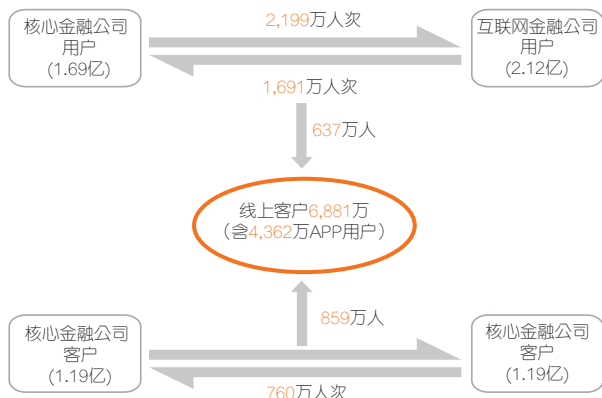 核心金融公司
用户
(1.69亿)
2,199万人次
互联网金融公司
用户
(2.12亿)
1,691万人次
637万人
线上客户6,881万
（含4,362万APP用户）
859万人
核心金融公司
客户
(1.19亿)
核心金融公司
客户
(1.19亿)
760万人次